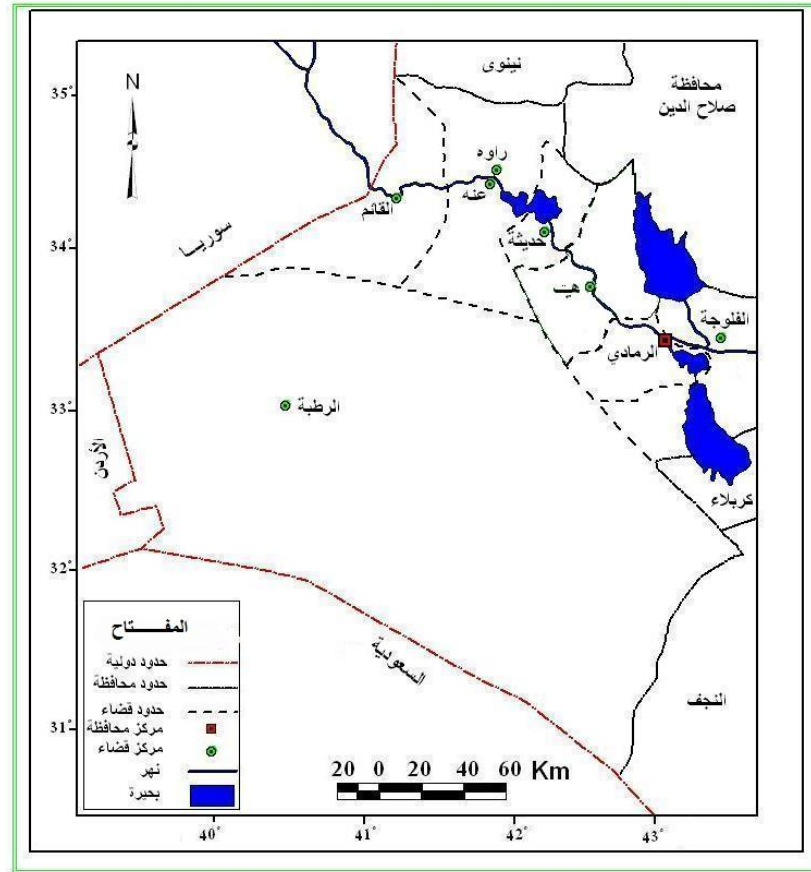 نينوى
محافظة
صلاح الدين
35°
N
راوه
عنه
القائم
سوريـا
34°
حديثة
هيت
الفلوجة
الرمادي
الرطبة
33°
الأردن
كربلاء
32°
المفـتـاح
حدود دولية
حدود محافظة
حدود قضاء
مركز محافظة
مركز قضاء
نهر
بحيرة
السعودية
النجف
31°
20 0 20 40 60 Km
40° 41° 42° 43°